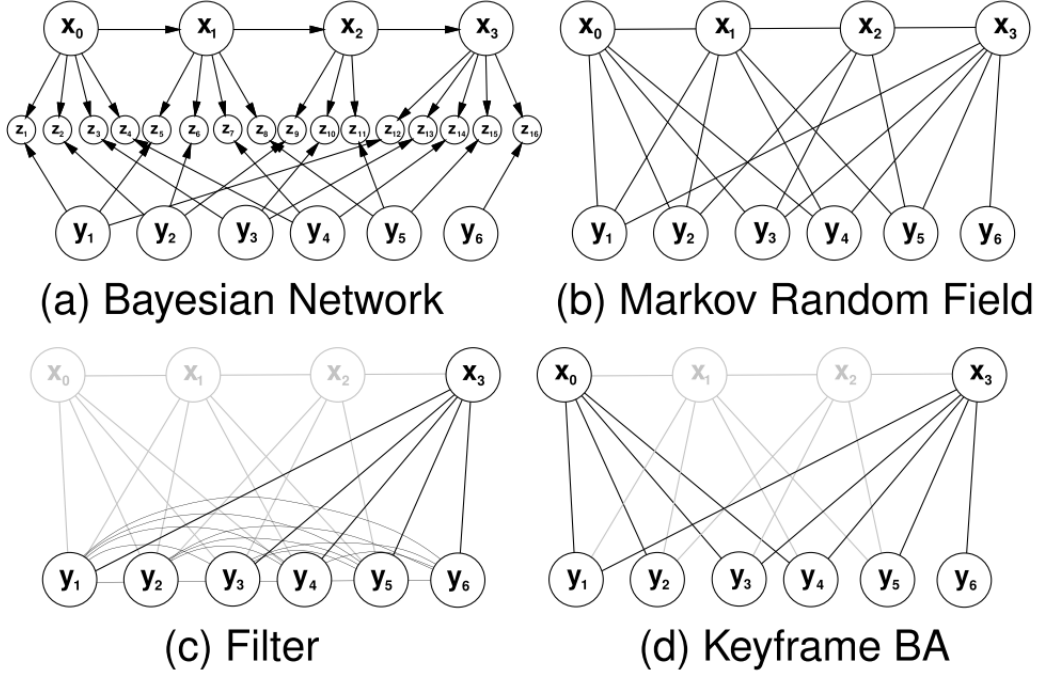 x₀ x₁ x₂ x₃ x₀ x₁ x₂ x₃
z₁ z₂ z₃ z₄ z₅ z₆ z₇ z₈ z₉ z₁₀ z₁₁ z₁₂ z₁₃ z₁₄ z₁₅ z₁₆
y₁ y₂ y₃ y₄ y₅ y₆ y₁ y₂ y₃ y₄ y₅ y₆
(a) Bayesian Network (b) Markov Random Field
x₀ x₁ x₂ x₃ x₀ x₁ x₂ x₃
y₁ y₂ y₃ y₄ y₅ y₆ y₁ y₂ y₃ y₄ y₅ y₆
(c) Filter (d) Keyframe BA